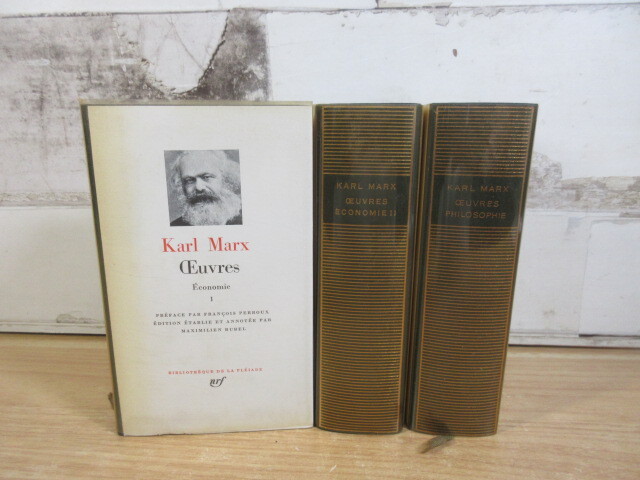 Karl Marx
Œuvres
Économie
I
PRÉFACE PAR FRANÇOIS PERROUX
ÉDITION ÉTABLIE ET ANNOTÉE PAR
MAXIMILIEN RUBEL
BIBLIOTHÈQUE DE LA PLÉIADE
nrf
KARL MARX
ŒUVRES
ÉCONOMIE II
KARL MARX
ŒUVRES
PHILOSOPHIE